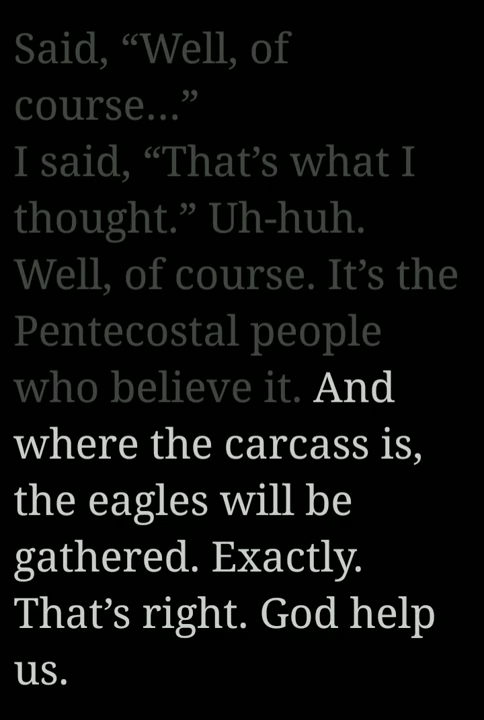 Said, “Well, of
course…”
I said, “That’s what I
thought.” Uh-huh.
Well, of course. It’s the
Pentecostal people
who believe it. And
where the carcass is,
the eagles will be
gathered. Exactly.
That’s right. God help
us.